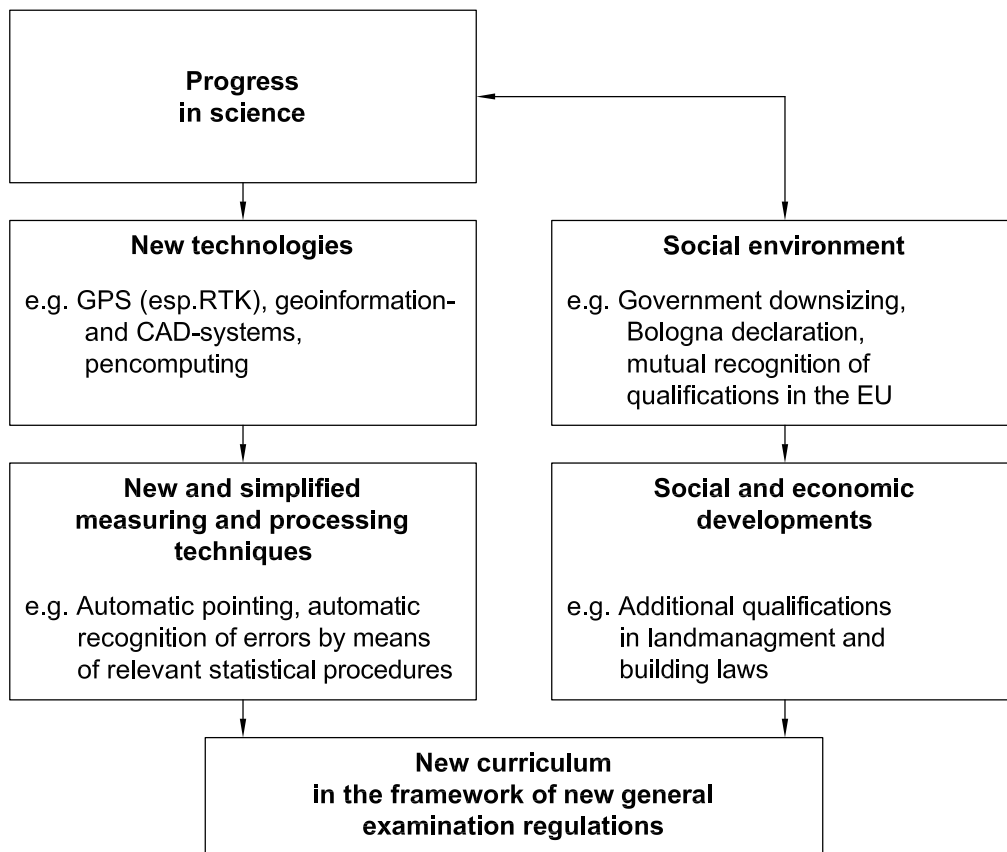 Progress
in science
New technologies
e.g. GPS (esp.RTK), geoinformation-
and CAD-systems,
pencomputing
Social environment
e.g. Government downsizing,
Bologna declaration,
mutual recognition of
qualifications in the EU
New and simplified
measuring and processing
techniques
e.g. Automatic pointing, automatic
recognition of errors by means
of relevant statistical procedures
Social and economic
developments
e.g. Additional qualifications
in landmanagment and
building laws
New curriculum
in the framework of new general
examination regulations